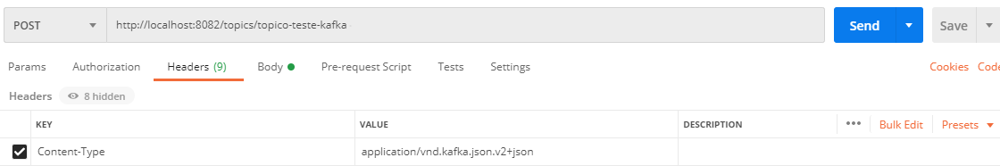 POST http://localhost:8082/topics/topico-teste-kafka Send Save
Params Authorization Headers (9) Body Pre-request Script Tests Settings Cookies Code
Headers 8 hidden
KEY VALUE DESCRIPTION ••• Bulk Edit Presets
Content-Type application/vnd.kafka.json.v2+json